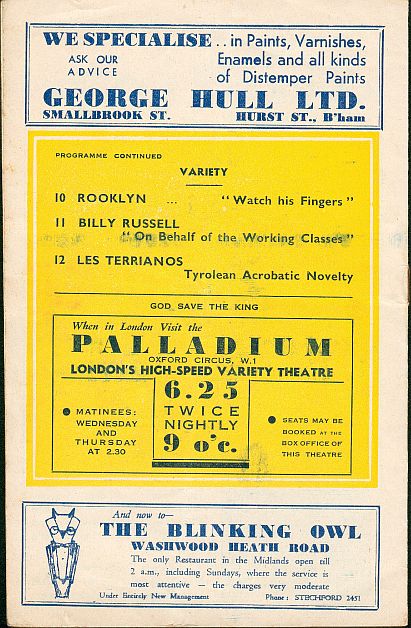 WE SPECIALISE .. in Paints, Varnishes,
ASK OUR Enamels and all kinds
ADVICE of Distemper Paints
GEORGE HULL LTD.
SMALLBROOK ST. HURST ST., B'ham
PROGRAMME CONTINUED
VARIETY
10 ROOKLYN ... "Watch his Fingers"
11 BILLY RUSSELL
"On Behalf of the Working Classes"
12 LES TERRIANOS
Tyrolean Acrobatic Novelty
GOD SAVE THE KING
When in London Visit the
PALLADIUM
OXFORD CIRCUS, W.1
LONDON'S HIGH-SPEED VARIETY THEATRE
6.25
TWICE
NIGHTLY
9 o'c.
MATINEES:
WEDNESDAY
AND
THURSDAY
AT 2.30
SEATS MAY BE
BOOKED AT THE
BOX OFFICE OF
THIS THEATRE
And now to—
THE BLINKING OWL
WASHWOOD HEATH ROAD
The only Restaurant in the Midlands open till
2 a.m., including Sundays, where the service is
most attentive — the charges very moderate
Under Entirely New Management Phone: STECHFORD 2451